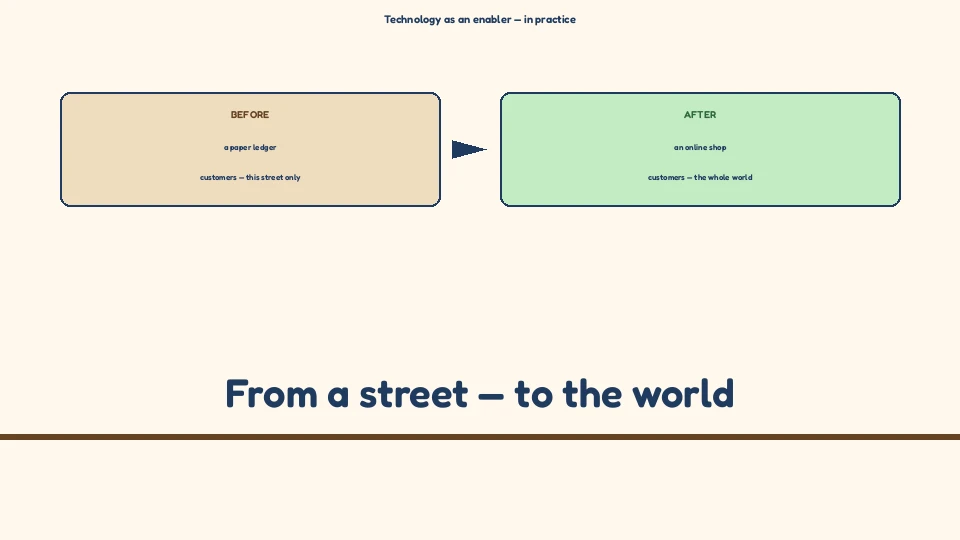 Technology as an enabler — in practice
BEFORE
a paper ledger
customers — this street only
AFTER
an online shop
customers — the whole world
From a street — to the world